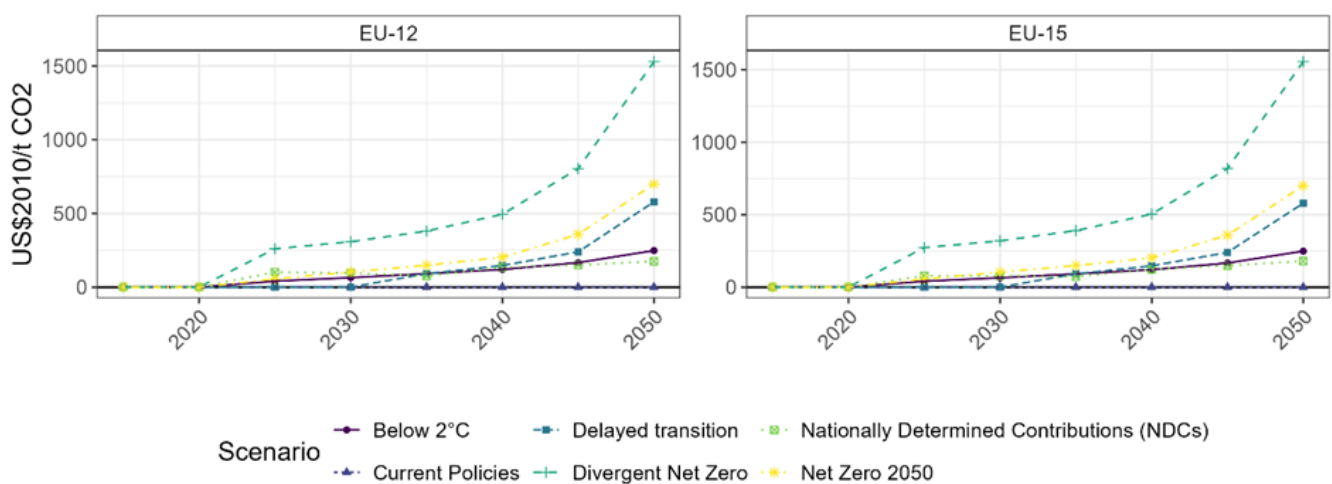 EU-12
EU-15
US$2010/t CO2
1500
1000
500
0
1500
1000
500
0
2020
2030
2040
2050
2020
2030
2040
2050
Scenario
Below 2°C
Delayed transition
Nationally Determined Contributions (NDCs)
Current Policies
Divergent Net Zero
Net Zero 2050